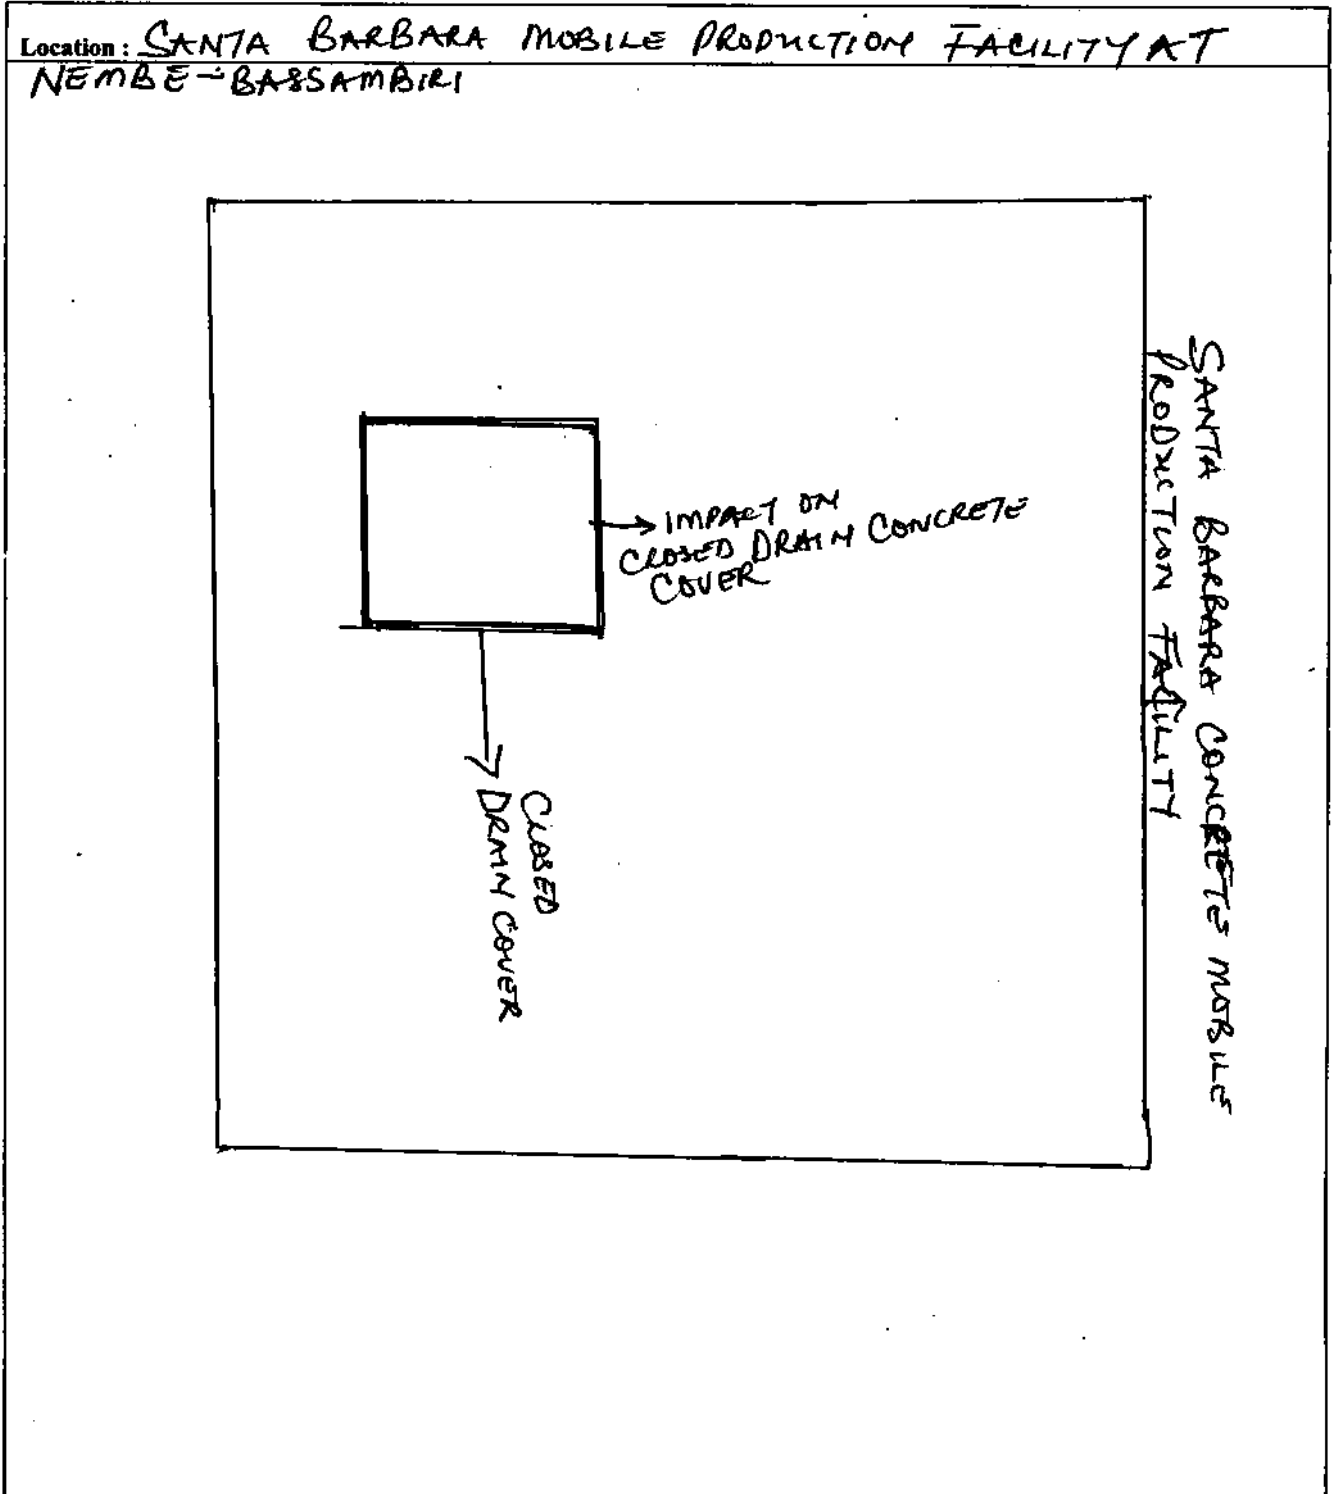 Location : SANTA BARBARA MOBILE PRODUCTION FACILITY AT
NEMBE-BASSAMBIRI
IMPACT ON
CLOSED DRAIN CONCRETE
COVER
CLOSED
DRAIN COVER
SANTA BARBARA CONCRETE MOBILE
PRODUCTION FACILITY